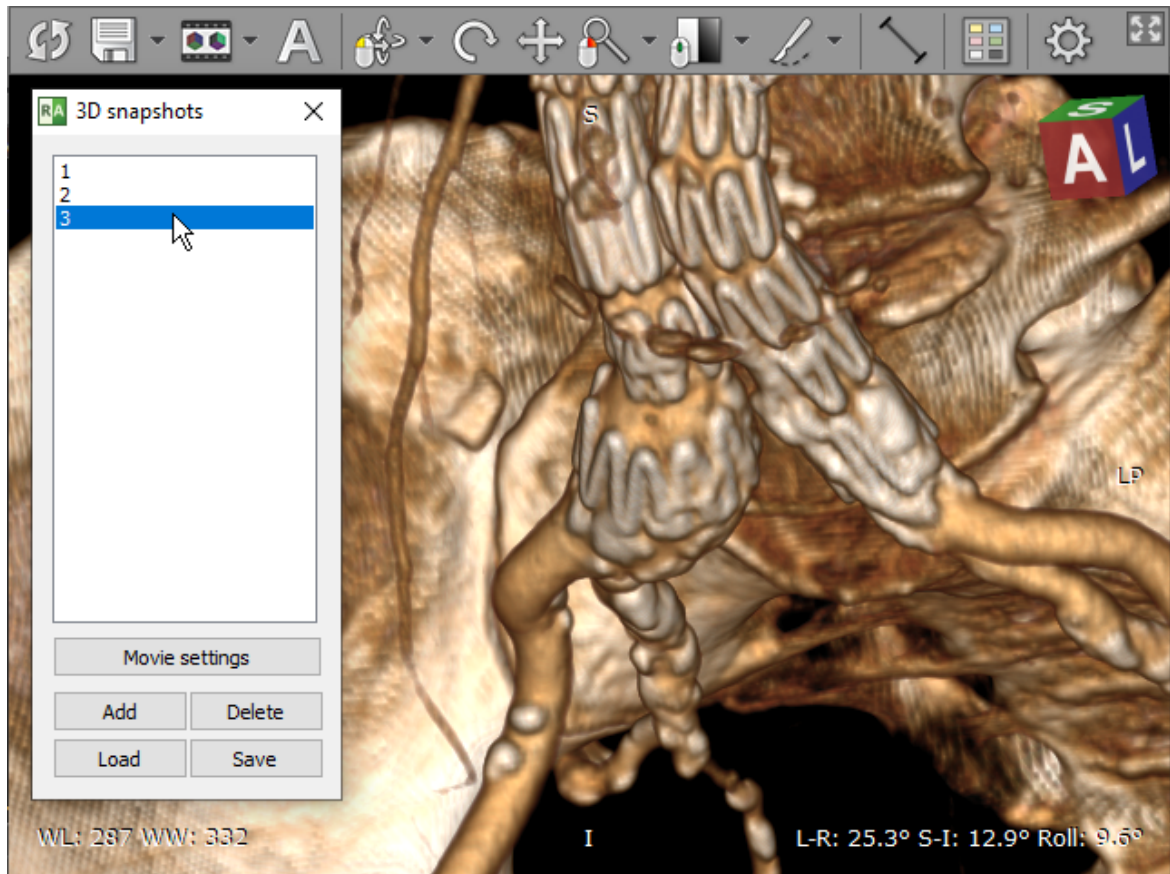 A
RA 3D snapshots
1
2
3
Movie settings
Add Delete
Load Save
S
S
A L
LP
WL: 287 WW: 332
I
L-R: 25.3° S-I: 12.9° Roll: 9.6°